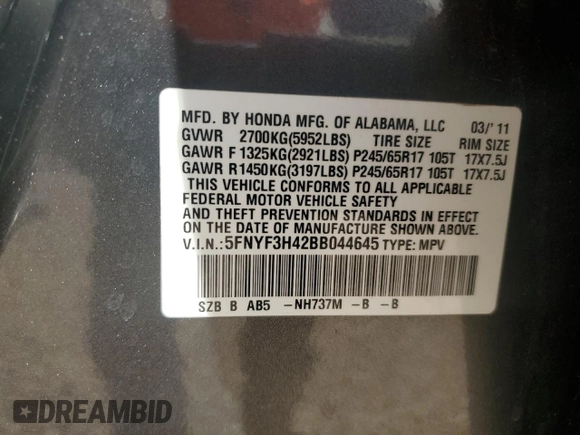 MFD. BY HONDA MFG. OF ALABAMA, LLC 03/'11
GVWR 2700KG(5952LBS) TIRE SIZE RIM SIZE
GAWR F 1325KG(2921LBS) P245/65R17 105T 17X7.5J
GAWR R1450KG(3197LBS) P245/65R17 105T 17X7.5J
THIS VEHICLE CONFORMS TO ALL APPLICABLE
FEDERAL MOTOR VEHICLE SAFETY
AND THEFT PREVENTION STANDARDS IN EFFECT
ON THE DATE OF MANUFACTURE SHOWN ABOVE.
V.I.N.:5FNYF3H42BB044645 TYPE: MPV
SZB B AB5 -NH737M -B -B
DREAMBID